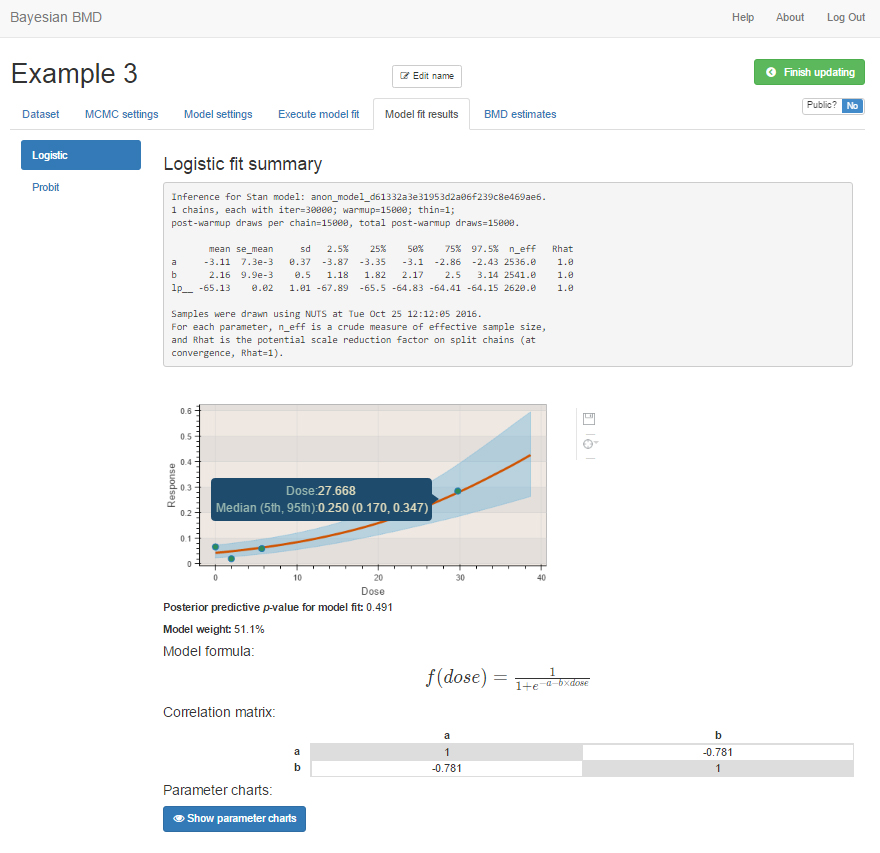 Bayesian BMD
Help About Log Out
Example 3
Edit name
Finish updating
Dataset MCMC settings Model settings Execute model fit Model fit results BMD estimates
Public? No
Logistic
Probit
Logistic fit summary
Inference for Stan model: anon_model_d61332a3e31953d2a06f239c8e469ae6.
1 chains, each with iter=30000; warmup=15000; thin=1;
post-warmup draws per chain=15000, total post-warmup draws=15000.
mean se_mean sd 2.5% 25% 50% 75% 97.5% n_eff Rhat
a -3.11 7.3e-3 0.37 -3.87 -3.35 -3.1 -2.86 -2.43 2536.0 1.0
b 2.16 9.9e-3 0.5 1.18 1.82 2.17 2.5 3.14 2541.0 1.0
lp__ -65.13 0.02 1.01 -67.89 -65.5 -64.83 -64.41 -64.15 2620.0 1.0
Samples were drawn using NUTS at Tue Oct 25 12:12:05 2016.
For each parameter, n_eff is a crude measure of effective sample size,
and Rhat is the potential scale reduction factor on split chains (at
convergence, Rhat=1).
0.6
0.5
0.4
0.3
0.2
0.1
0
Response
Dose:27.668
Median (5th, 95th):0.250 (0.170, 0.347)
0 10 20 30 40
Dose
Posterior predictive p-value for model fit: 0.491
Model weight: 51.1%
Model formula:
f(dose) = 1 / 1+e^−a−b×dose
Correlation matrix:
a b
a 1 -0.781
b -0.781 1
Parameter charts:
Show parameter charts